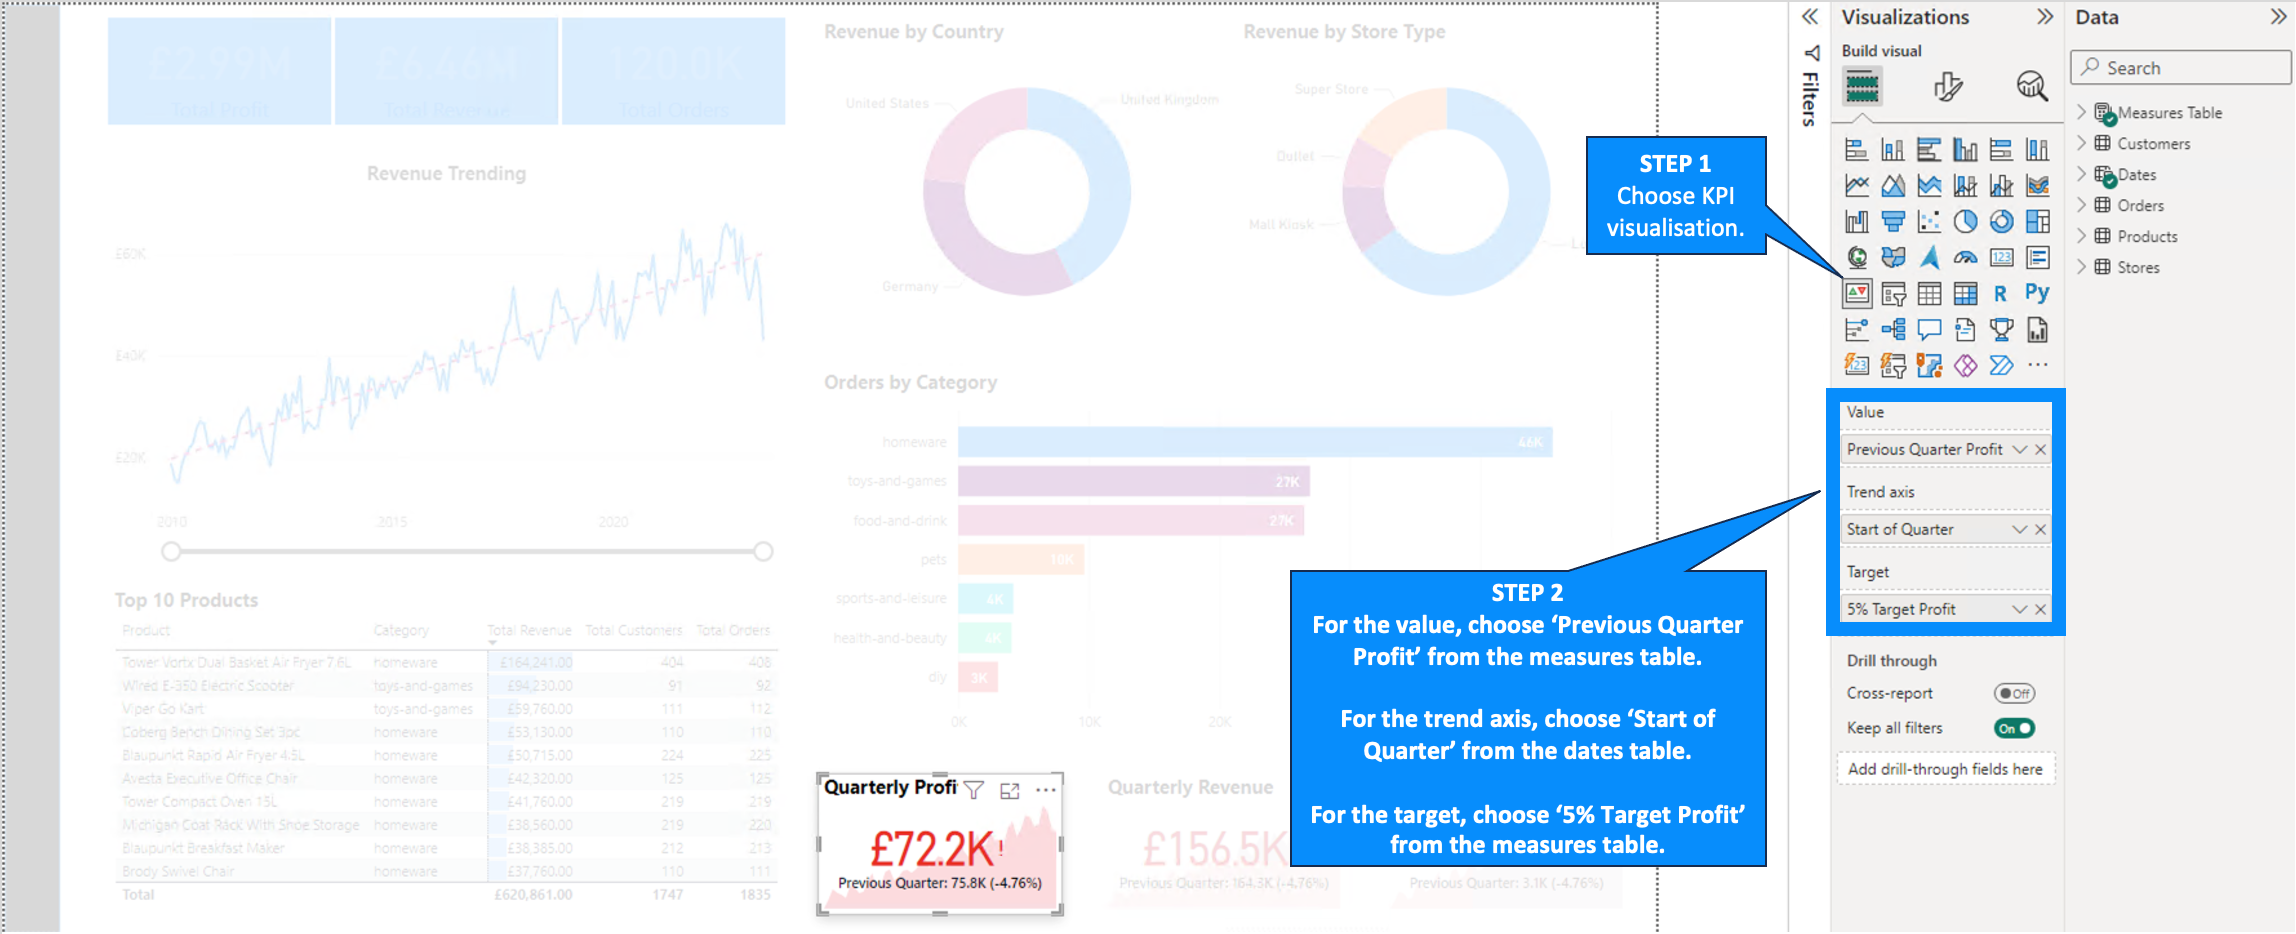 £2.99M
Total Profit
£6.46M
Total Revenue
120.0K
Total Orders
Revenue Trending
£60K
£40K
£20K
2010
2015
2020
Top 10 Products
Product Category Total Revenue Total Customers Total Orders
Tower Vortx Dual Basket Air Fryer 7.6L homeware £164,241.00 404 408
Wired E-350 Electric Scooter toys-and-games £94,230.00 91 92
Viper Go Kart toys-and-games £59,760.00 111 112
Coberg Bench Dining Set 3pc homeware £53,130.00 110 110
Blaupunkt Rapid Air Fryer 4.5L homeware £50,715.00 224 225
Avesta Executive Office Chair homeware £42,320.00 125 125
Tower Compact Oven 15L homeware £41,760.00 219 219
Michigan Coat Rack With Shoe Storage homeware £38,560.00 219 220
Blaupunkt Breakfast Maker homeware £38,385.00 212 213
Brody Swivel Chair homeware £37,760.00 110 111
Total £620,861.00 1747 1835
Revenue by Country
United States
United Kingdom
Germany
Revenue by Store Type
Super Store
Outlet
Mall Kiosk
Orders by Category
homeware 46K
toys-and-games 27K
food-and-drink 27K
pets 10K
sports-and-leisure 4K
health-and-beauty 4K
diy 3K
0K
10K
20K
Quarterly Profi
£72.2K!
Previous Quarter: 75.8K (-4.76%)
Quarterly Revenue
£156.5K
Previous Quarter: 164.3K (-4.76%)
Previous Quarter: 3.1K (-4.76%)
STEP 1
Choose KPI
visualisation.
STEP 2
For the value, choose ‘Previous Quarter
Profit’ from the measures table.
For the trend axis, choose ‘Start of
Quarter’ from the dates table.
For the target, choose ‘5% Target Profit’
from the measures table.
Filters
Visualizations
Build visual
123
R
Py
123
Value
Previous Quarter Profit
Trend axis
Start of Quarter
Target
5% Target Profit
Drill through
Cross-report
Off
Keep all filters
On
Add drill-through fields here
Data
Search
Measures Table
Customers
Dates
Orders
Products
Stores